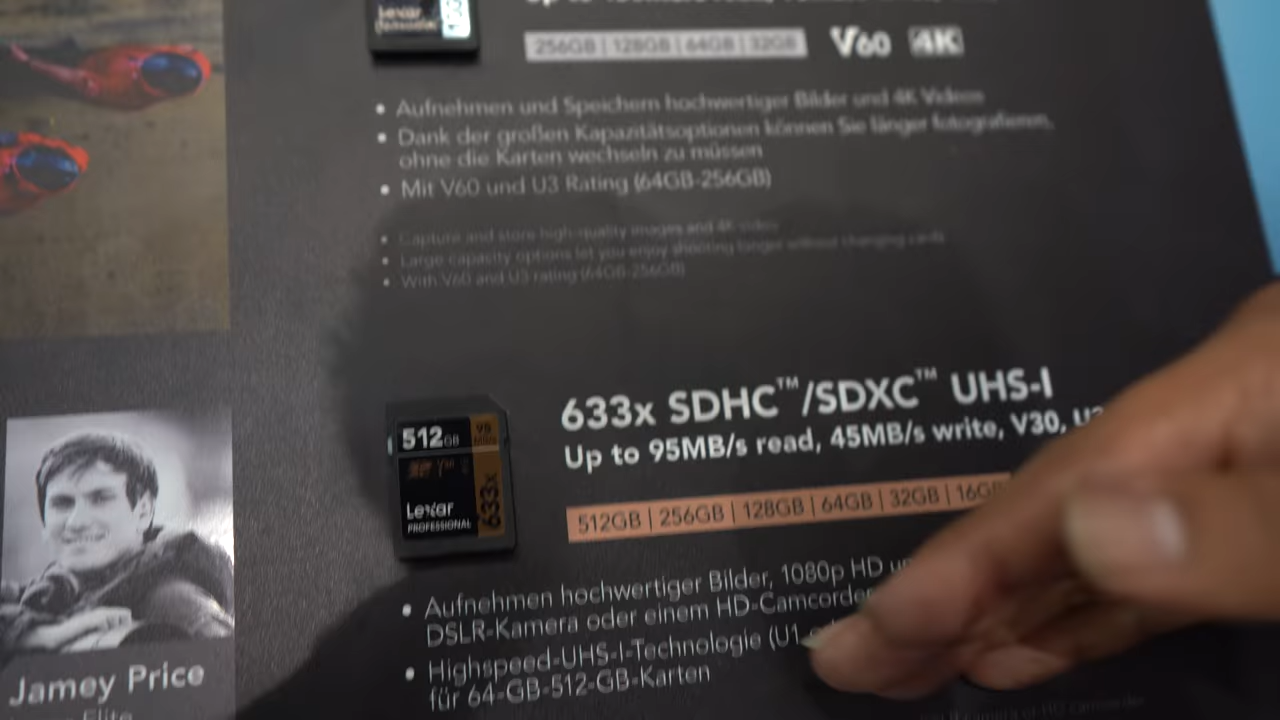 Lexar
256GB | 128GB | 64GB | 32GB V60 4K
• Aufnehmen und Speichern hochwertiger Bilder und 4K Videos
• Dank der großen Kapazitätsoptionen können Sie länger fotografieren,
ohne die Karten wechseln zu müssen
• Mit V60 und U3 Rating (64GB-256GB)
• Capture and store high-quality images and 4K video
• Large capacity options let you enjoy shooting longer without changing cards
• With V60 and U3 rating (64GB-256GB)
633x SDHC™/SDXC™ UHS-I
Up to 95MB/s read, 45MB/s write, V30,
512GB | 256GB | 128GB | 64GB | 32GB | 16GB
512GB 95
Lexar
PROFESSIONAL
633x
• Aufnehmen hochwertiger Bilder, 1080p HD
DSLR-Kamera oder einem HD-Camcorder
• Highspeed-UHS-I-Technologie (U1
für 64-GB-512-GB-Karten
Jamey Price
Elite